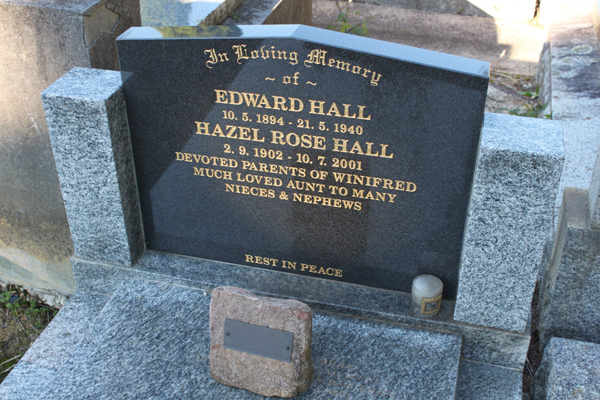 In Loving Memory
~ of ~
EDWARD HALL
10. 5. 1894 - 21. 5. 1940
HAZEL ROSE HALL
2. 9. 1902 - 10. 7. 2001
DEVOTED PARENTS OF WINIFRED
MUCH LOVED AUNT TO MANY
NIECES & NEPHEWS
REST IN PEACE